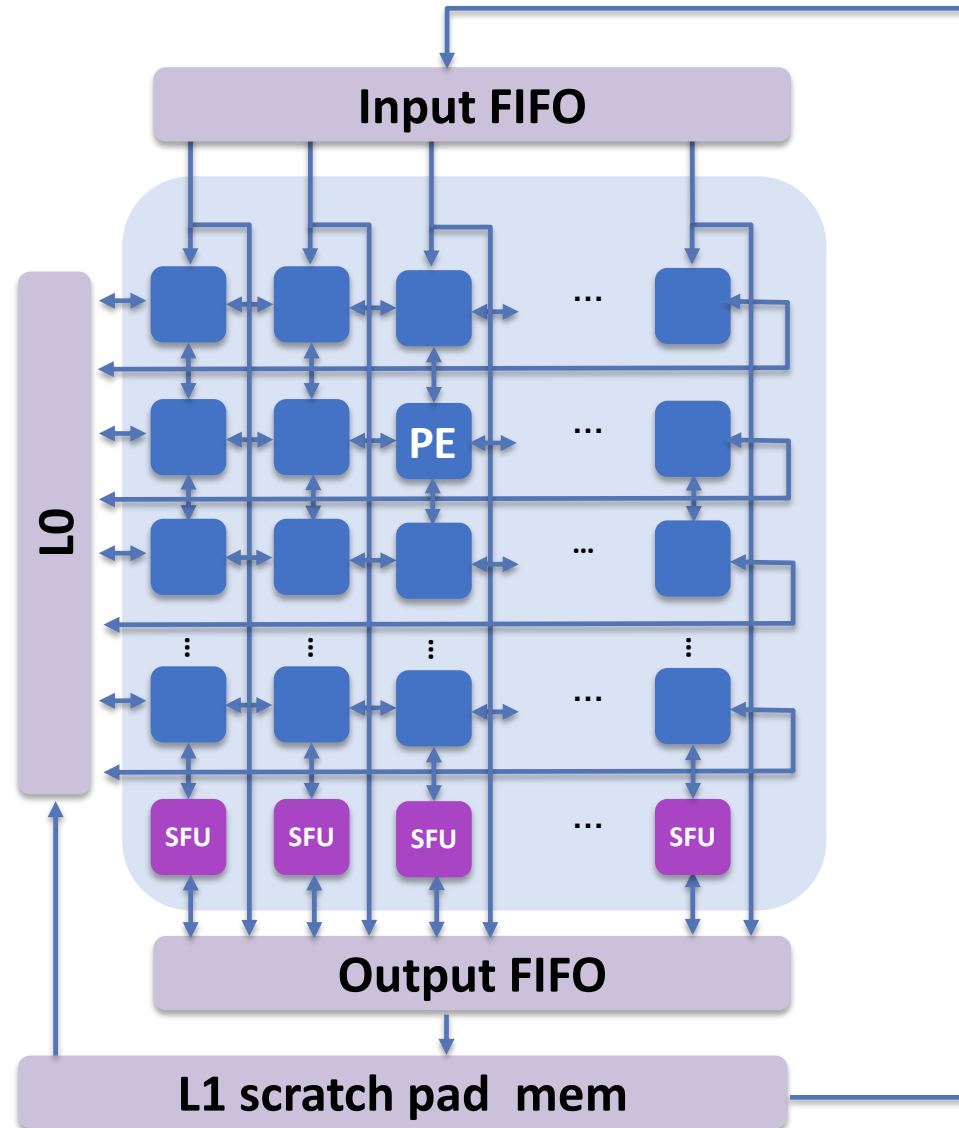 Input FIFO
...
...
PE
L0
...
...
...
...
...
...
...
SFU
SFU
SFU
...
SFU
Output FIFO
L1 scratch pad mem